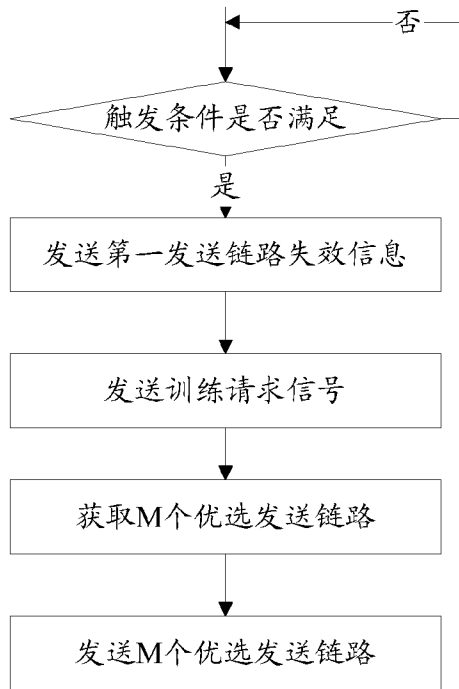 否
触发条件是否满足
是
发送第一发送链路失效信息
发送训练请求信号
获取M个优选发送链路
发送M个优选发送链路